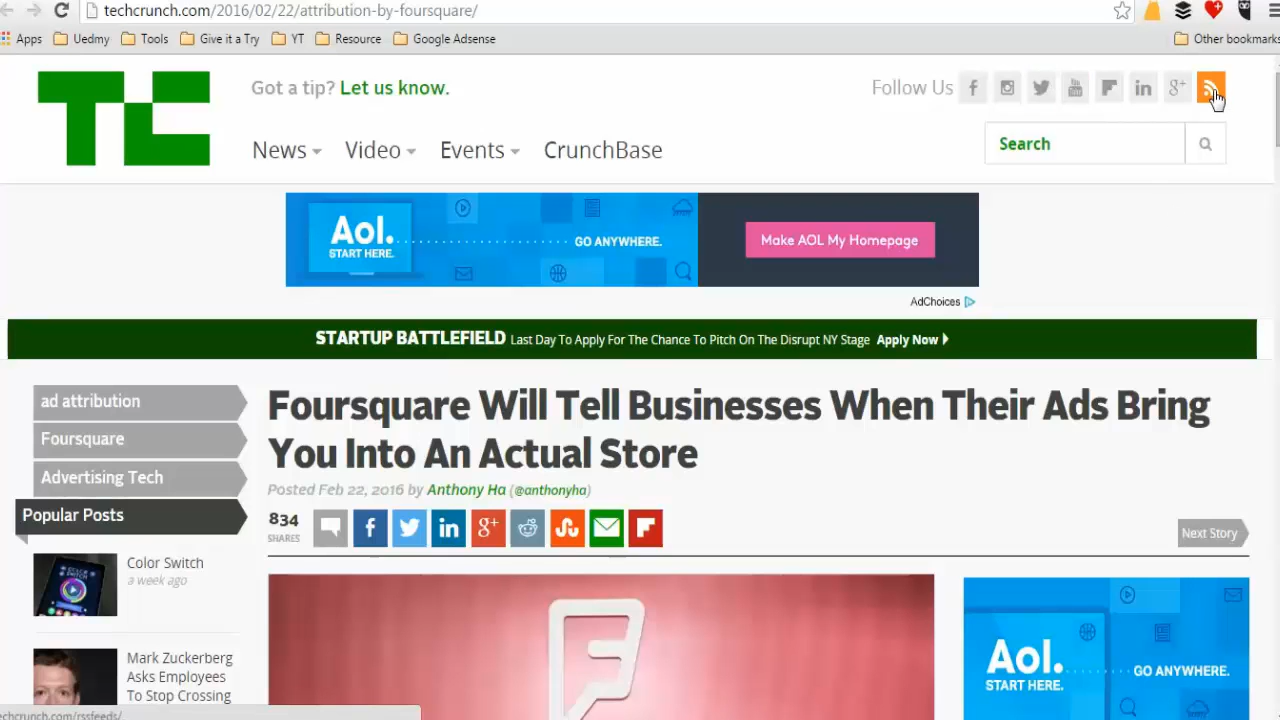 techcrunch.com/2016/02/22/attribution-by-foursquare/
Apps Uedmy Tools Give it a Try YT Resource Google Adsense Other bookmarks
TC
Got a tip? Let us know.
Follow Us
News Video Events CrunchBase
Search
Aol.
START HERE.
GO ANYWHERE.
Make AOL My Homepage
AdChoices
STARTUP BATTLEFIELD Last Day To Apply For The Chance To Pitch On The Disrupt NY Stage Apply Now
ad attribution
Foursquare
Advertising Tech
Popular Posts
Color Switch
a week ago
Mark Zuckerberg
Asks Employees
To Stop Crossing
Foursquare Will Tell Businesses When Their Ads Bring
You Into An Actual Store
Posted Feb 22, 2016 by Anthony Ha (@anthonyha)
834
SHARES
Next Story
Aol.
START HERE.
GO ANYWHERE.
techcrunch.com/rssfeeds/